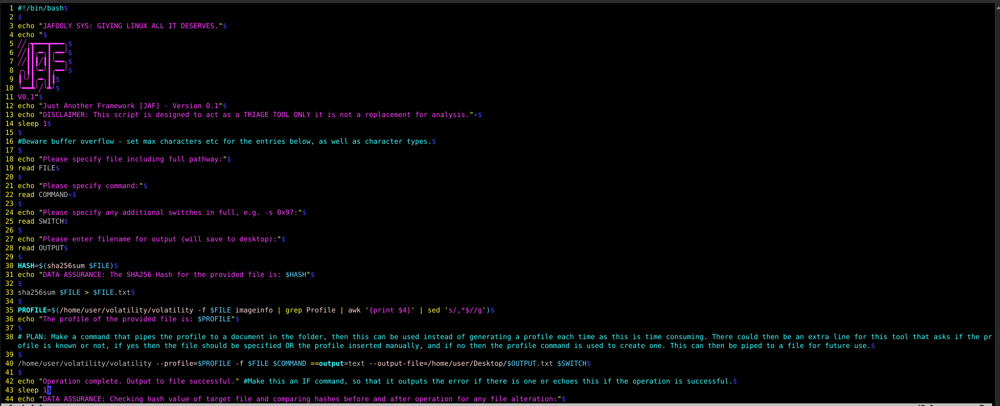 1 #!/bin/bash$
2 $
3 echo "JAFOOLY SYS: GIVING LINUX ALL IT DESERVES."$
4 echo "$
5 $
6 $
7 $
8 $
9 $
10 $
11 V0.1"$
12 echo "Just Another Framework [JAF] - Version 0.1"$
13 echo "DISCLAIMER: This script is designed to act as a TRIAGE TOOL ONLY it is not a replacement for analysis."+$
14 sleep 1$
15 $
16 #Beware buffer overflow - set max characters etc for the entries below, as well as character types.$
17 $
18 echo "Please specify file including full pathway:"$
19 read FILE$
20 $
21 echo "Please specify command:"$
22 read COMMAND+$
23 $
24 echo "Please specify any additional switches in full, e.g. -s 0x97:"$
25 read SWITCH$
26 $
27 echo "Please enter filename for output (will save to desktop):"$
28 read OUTPUT$
29 $
30 HASH=$(sha256sum $FILE)$
31 echo "DATA ASSURANCE: The SHA256 Hash for the provided file is: $HASH"$
32 $
33 sha256sum $FILE > $FILE.txt$
34 $
35 PROFILE=$(/home/user/volatility/volatility -f $FILE imageinfo | grep Profile | awk '{print $4}' | sed 's/,*$//g')$
36 echo "The profile of the provided file is: $PROFILE"$
37 $
38 # PLAN: Make a command that pipes the profile to a document in the folder, then this can be used instead of generating a profile each time as this is time consuming. There could then be an extra line for this tool that asks if the pr
ofile is known or not, if yes then the file should be specified OR the profile inserted manually, and if no then the profile command is used to create one. This can then be piped to a file for future use.$
39 $
40 /home/user/volatility/volatility --profile=$PROFILE -f $FILE $COMMAND ==output=text --output-file=/home/user/Desktop/$OUTPUT.txt $SWITCH$
41 $
42 echo "Operation complete. Output to file successful." #Make this an IF command, so that it outputs the error if there is one or echoes this if the operation is successful.$
43 sleep 1$
44 echo "DATA ASSURANCE: Checking hash value of target file and comparing hashes before and after operation for any file alteration:"$